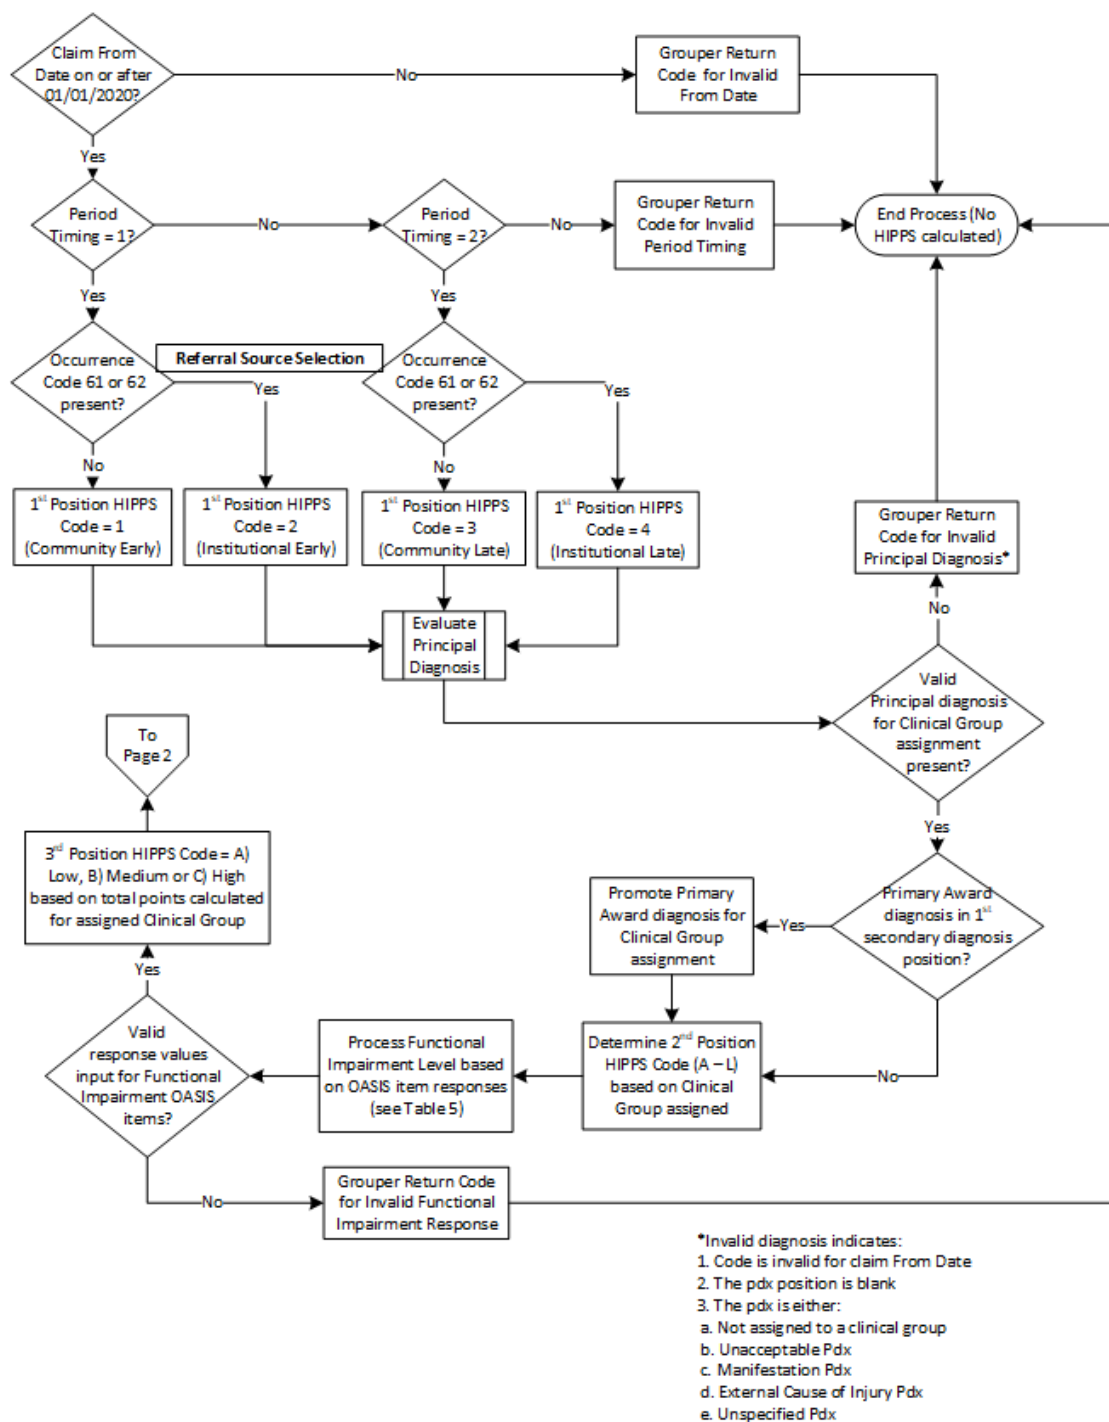 Claim From
Date on or after
01/01/2020?
No
Grouper Return
Code for Invalid
From Date
Yes
Period
Timing = 1?
No
Period
Timing = 2?
No
Grouper Return
Code for Invalid
Period Timing
End Process (No
HIPPS calculated)
Yes
Yes
Occurrence
Code 61 or 62
present?
Referral Source Selection
Yes
Occurrence
Code 61 or 62
present?
Yes
No
No
1st Position HIPPS
Code = 1
(Community Early)
1st Position HIPPS
Code = 2
(Institutional Early)
1st Position HIPPS
Code = 3
(Community Late)
1st Position HIPPS
Code = 4
(Institutional Late)
Grouper Return
Code for Invalid
Principal Diagnosis*
No
Evaluate
Principal
Diagnosis
Valid
Principal diagnosis
for Clinical Group
assignment
present?
To
Page 2
Yes
3rd Position HIPPS Code = A)
Low, B) Medium or C) High
based on total points calculated
for assigned Clinical Group
Promote Primary
Award diagnosis for
Clinical Group
assignment
Yes
Primary Award
diagnosis in 1st
secondary diagnosis
position?
Yes
Valid
response values
input for Functional
Impairment OASIS
items?
Process Functional
Impairment Level based
on OASIS item responses
(see Table 5)
Determine 2nd Position
HIPPS Code (A – L)
based on Clinical
Group assigned
No
No
Grouper Return Code
for Invalid Functional
Impairment Response
*Invalid diagnosis indicates:
1. Code is invalid for claim From Date
2. The pdx position is blank
3. The pdx is either:
a. Not assigned to a clinical group
b. Unacceptable Pdx
c. Manifestation Pdx
d. External Cause of Injury Pdx
e. Unspecified Pdx